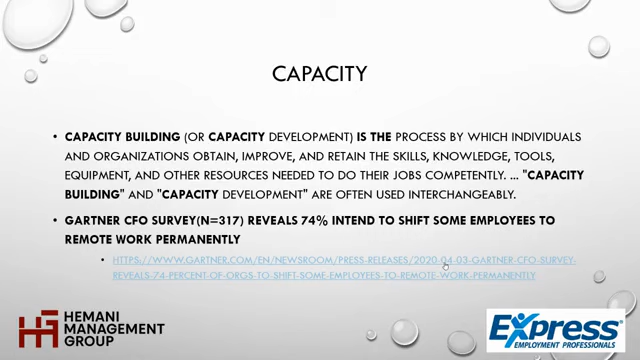 CAPACITY
• CAPACITY BUILDING (OR CAPACITY DEVELOPMENT) IS THE PROCESS BY WHICH INDIVIDUALS
AND ORGANIZATIONS OBTAIN, IMPROVE, AND RETAIN THE SKILLS, KNOWLEDGE, TOOLS,
EQUIPMENT, AND OTHER RESOURCES NEEDED TO DO THEIR JOBS COMPETENTLY. ... "CAPACITY
BUILDING" AND "CAPACITY DEVELOPMENT" ARE OFTEN USED INTERCHANGEABLY.
• GARTNER CFO SURVEY(N=317) REVEALS 74% INTEND TO SHIFT SOME EMPLOYEES TO
REMOTE WORK PERMANENTLY
• HTTPS://WWW.GARTNER.COM/EN/NEWSROOM/PRESS-RELEASES/2020-04-03-GARTNER-CFO-SURVEY-
REVEALS-74-PERCENT-OF-ORGS-TO-SHIFT-SOME-EMPLOYEES-TO-REMOTE-WORK-PERMANENTLY
HEMANI
MANAGEMENT
GROUP
Express
EMPLOYMENT PROFESSIONALS